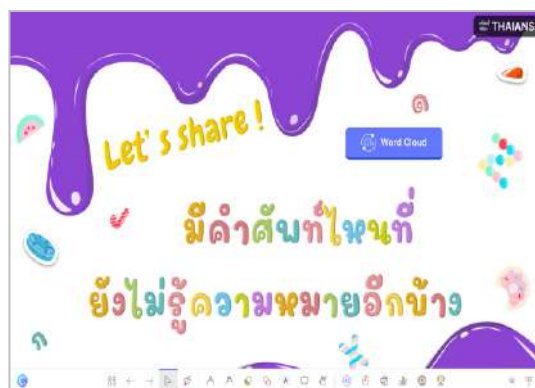 THAIANS
Let's share !
Word Cloud
มีคำศัพท์ไหนที่
ยังไม่รู้ความหมายอีกบ้าง